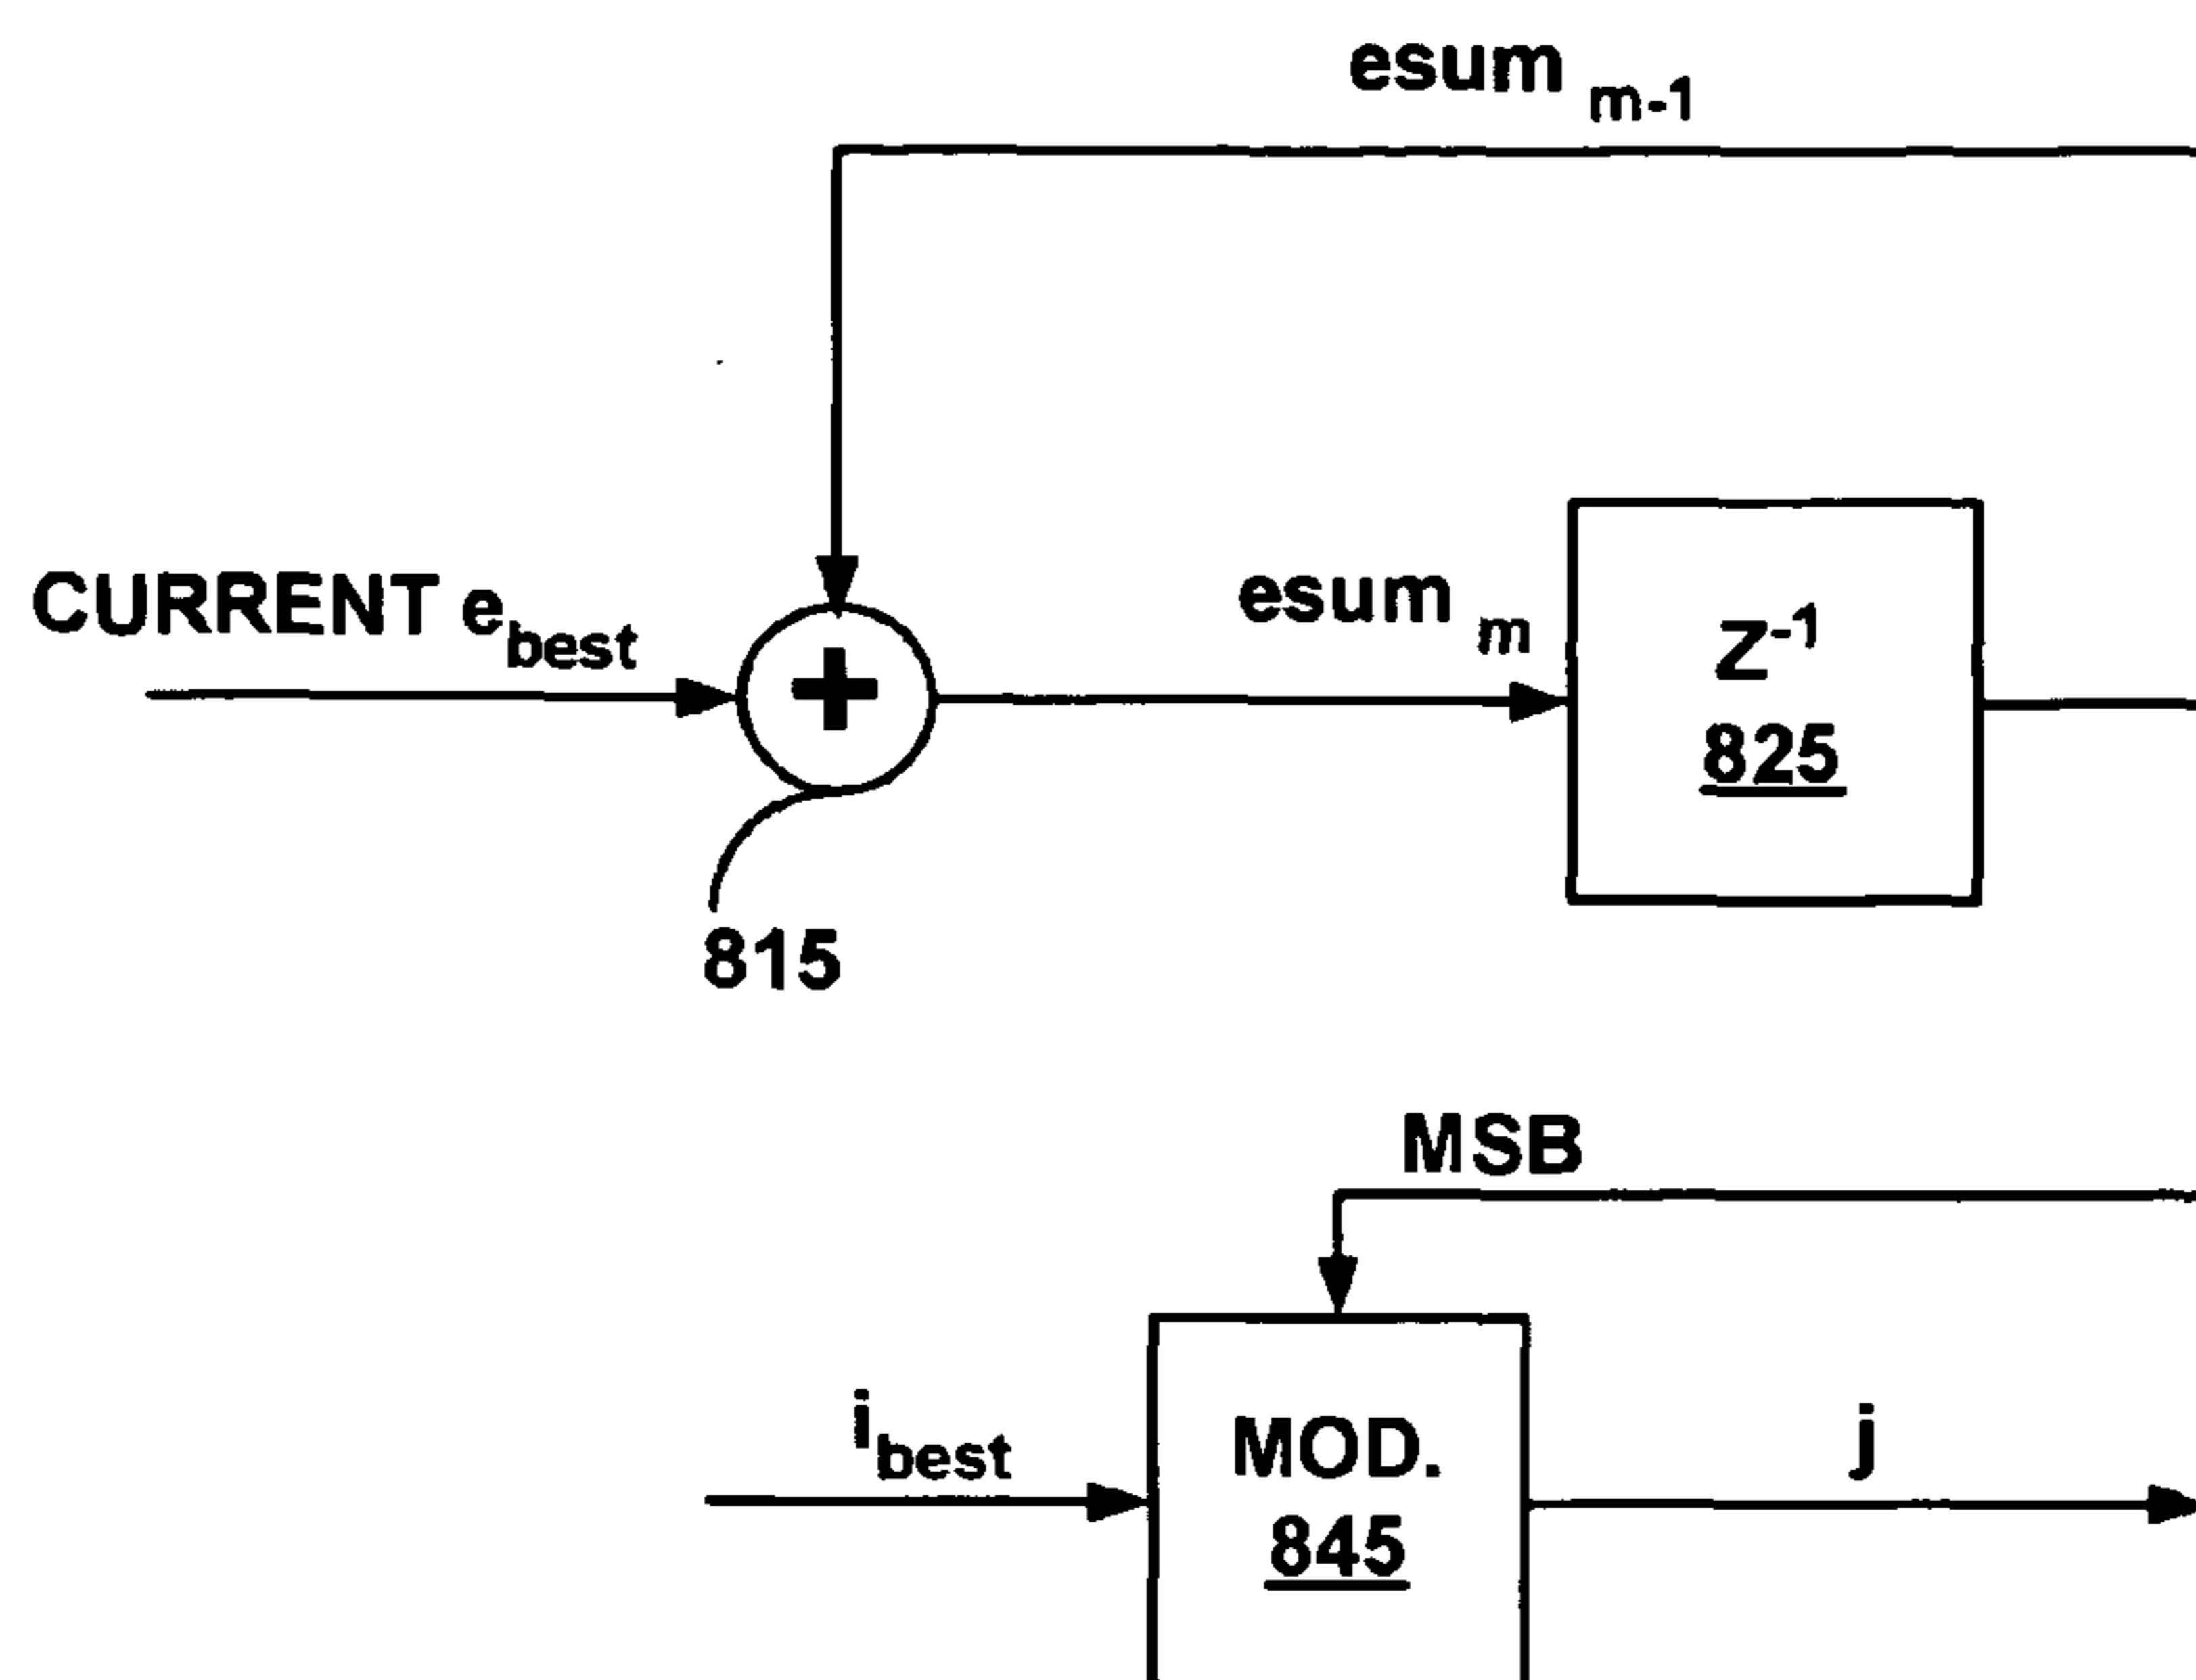 esum m-1
CURRENT ebest
esum m
+
Z-1
825
815
MSB
ibest
MOD.
845
j